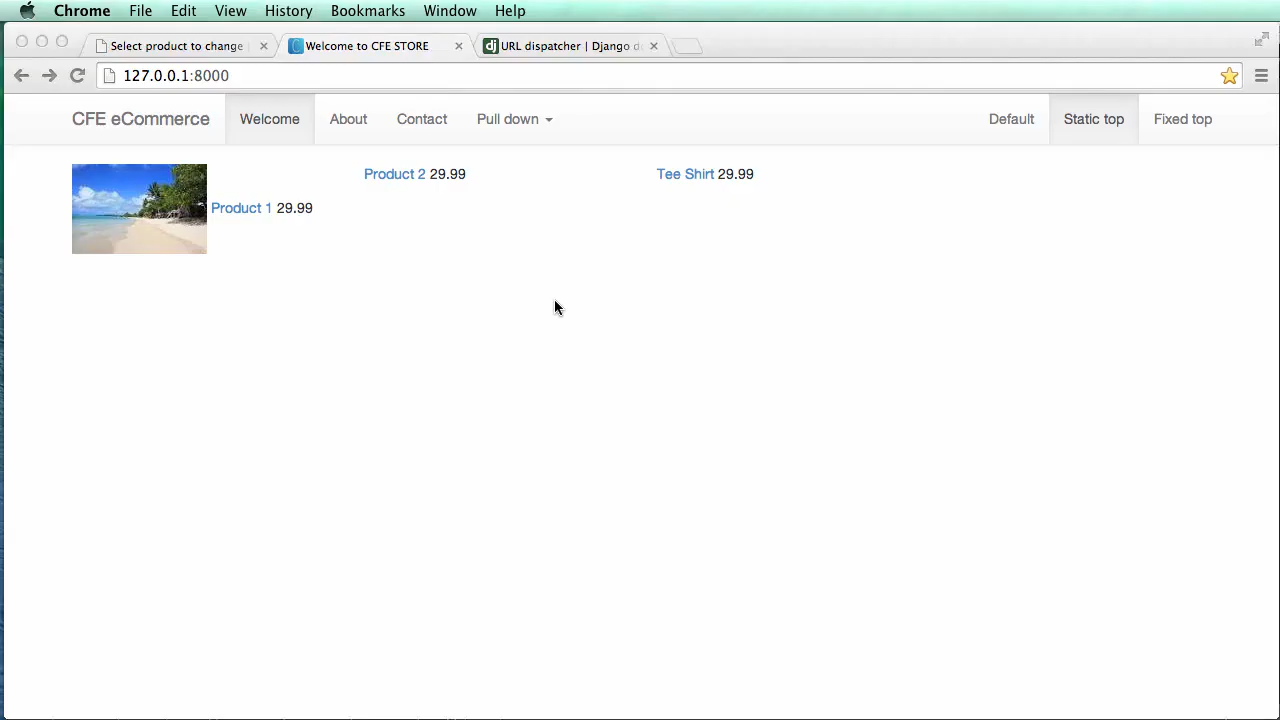 Chrome File Edit View History Bookmarks Window Help
Select product to change
Welcome to CFE STORE
URL dispatcher | Django d
127.0.0.1:8000
CFE eCommerce Welcome About Contact Pull down Default Static top Fixed top
Product 2 29.99 Tee Shirt 29.99
Product 1 29.99